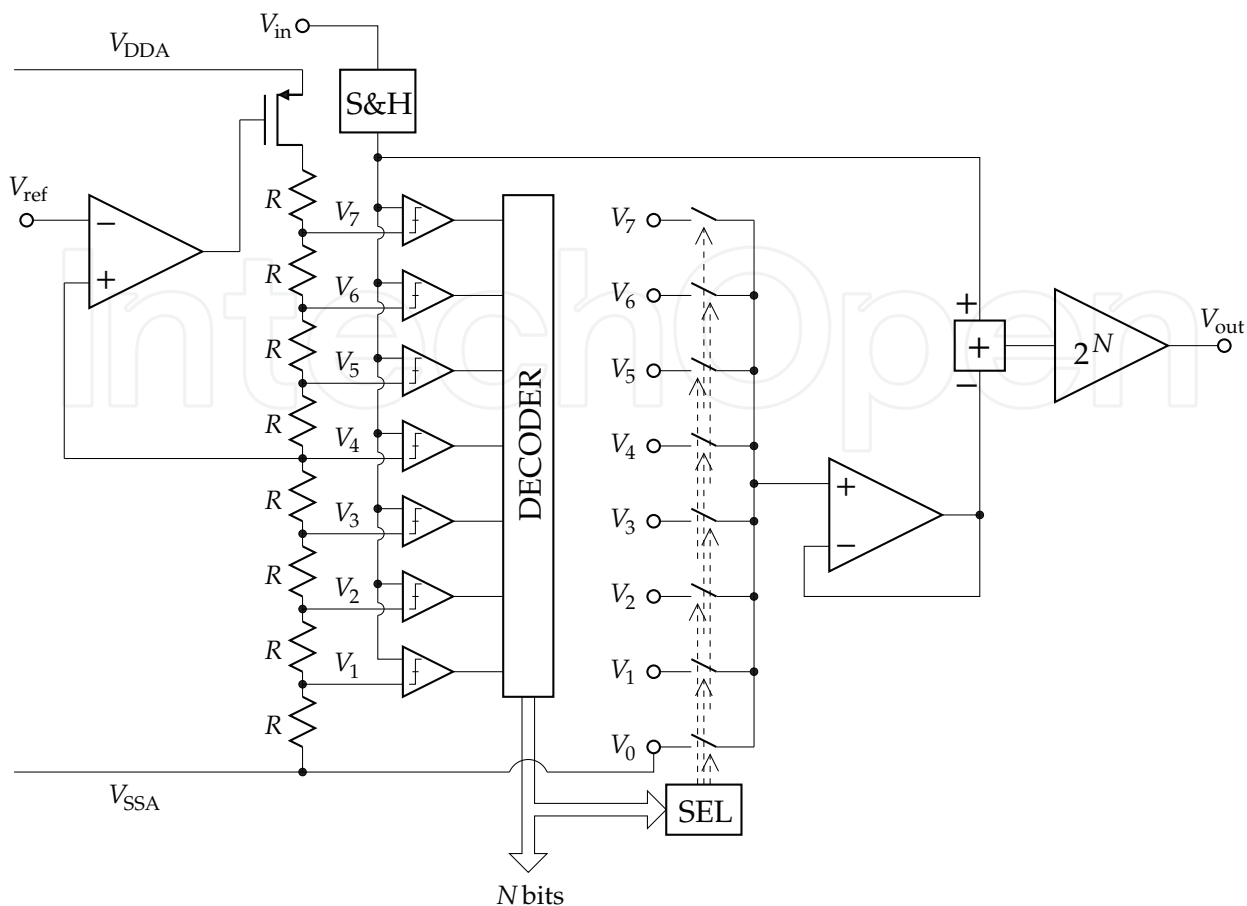 V_in
V_DDA
S&H
V_ref
−
+
R
R
R
R
R
R
R
R
V_7
V_6
V_5
V_4
V_3
V_2
V_1
DECODER
V_7
V_6
V_5
V_4
V_3
V_2
V_1
V_0
+
−
+
+
−
2^N
V_out
V_SSA
SEL
N bits
IntechOpen